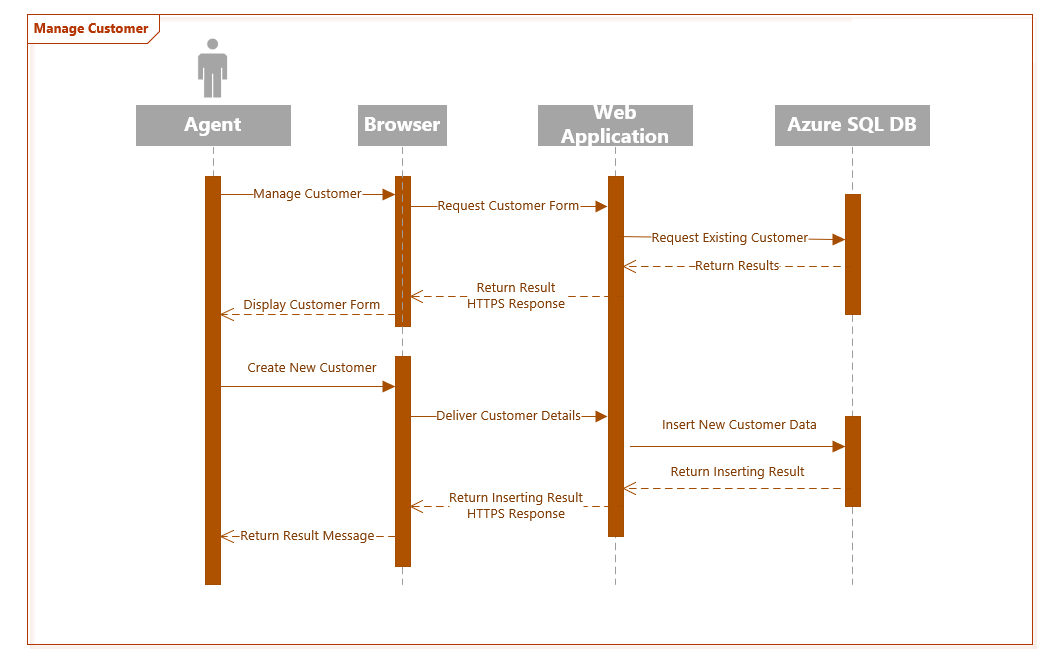 Manage Customer
Agent
Browser
Web
Application
Azure SQL DB
Manage Customer
Request Customer Form
Request Existing Customer
Return Results
Return Result
HTTPS Response
Display Customer Form
Create New Customer
Deliver Customer Details
Insert New Customer Data
Return Inserting Result
Return Inserting Result
HTTPS Response
Return Result Message